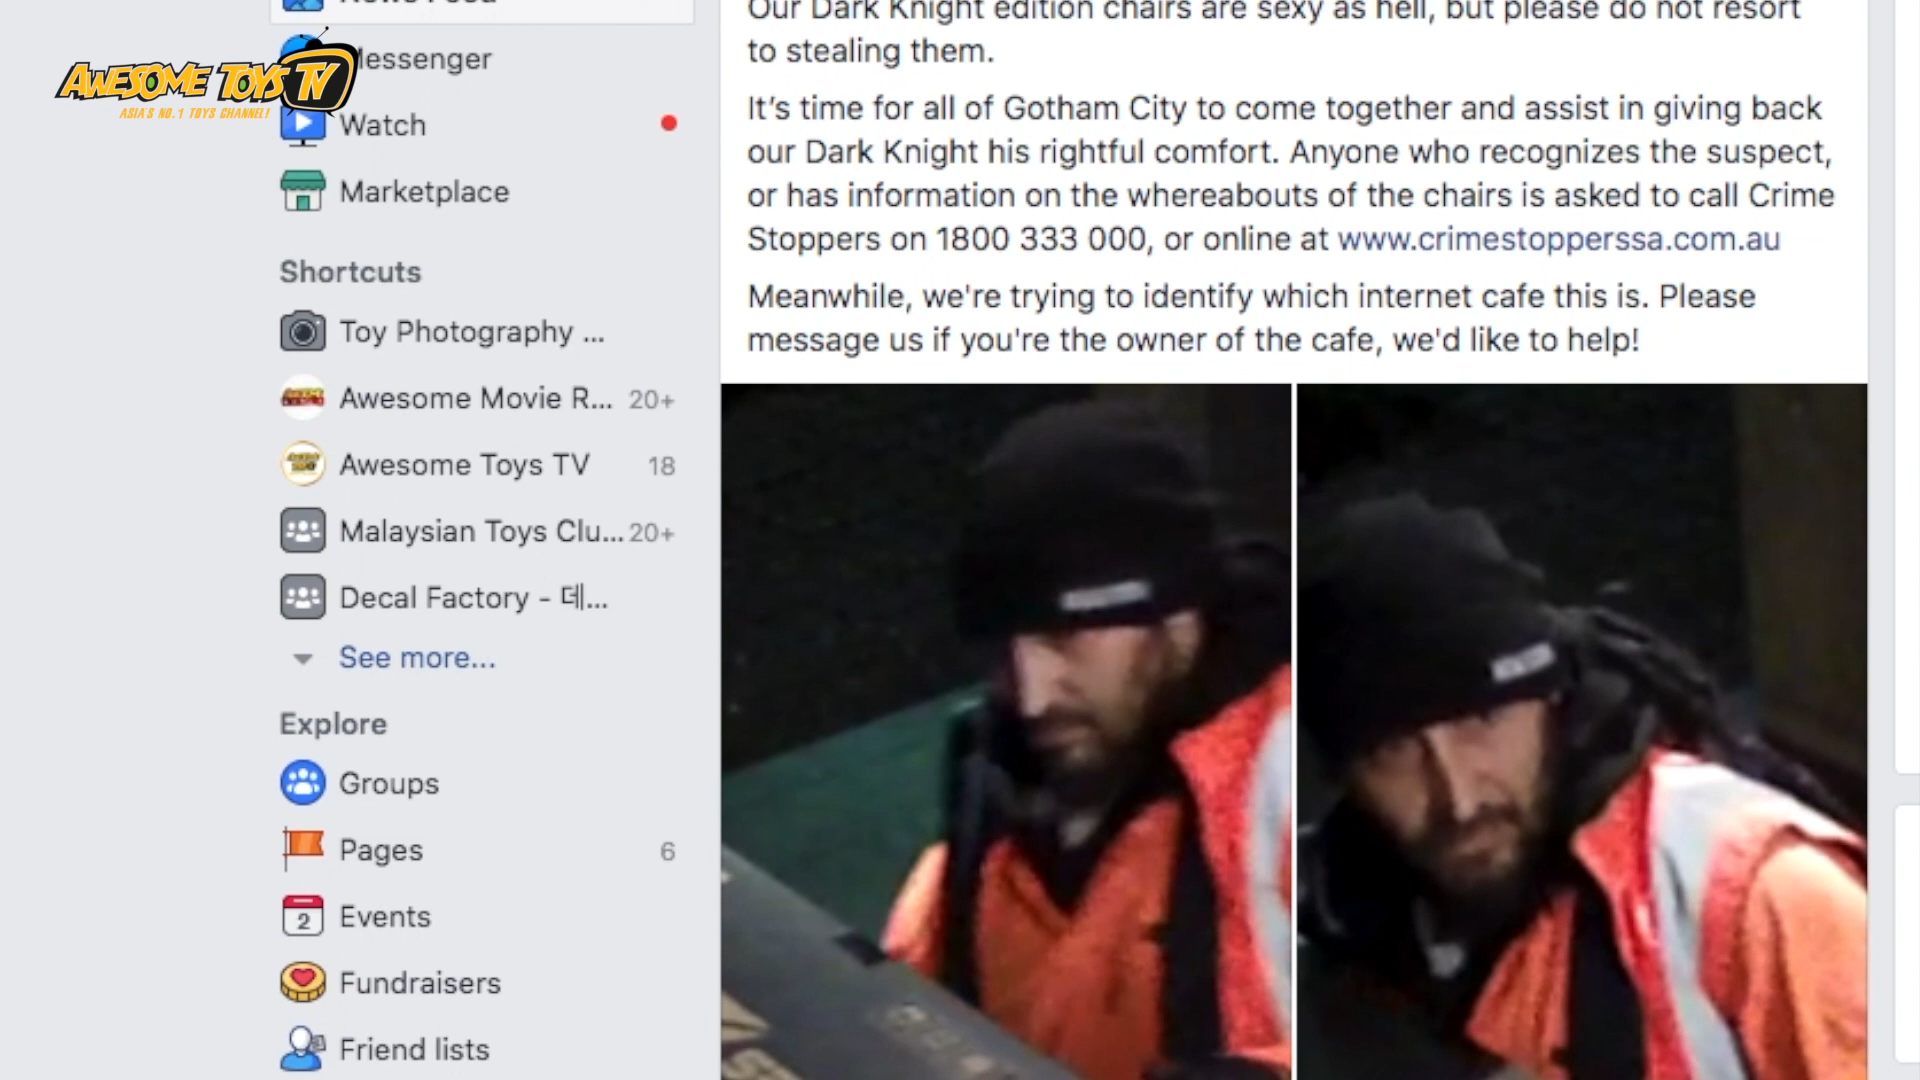 News Feed
AWESOME TOYS TV
ASIA'S NO.1 TOYS CHANNEL!
Messenger
Watch
Marketplace
Shortcuts
Toy Photography ...
Awesome Movie R... 20+
Awesome Toys TV 18
Malaysian Toys Clu... 20+
Decal Factory - 데...
See more...
Explore
Groups
Pages 6
2 Events
Fundraisers
Friend lists
Our Dark Knight edition chairs are sexy as hell, but please do not resort
to stealing them.
It's time for all of Gotham City to come together and assist in giving back
our Dark Knight his rightful comfort. Anyone who recognizes the suspect,
or has information on the whereabouts of the chairs is asked to call Crime
Stoppers on 1800 333 000, or online at www.crimestopperssa.com.au
Meanwhile, we're trying to identify which internet cafe this is. Please
message us if you're the owner of the cafe, we'd like to help!